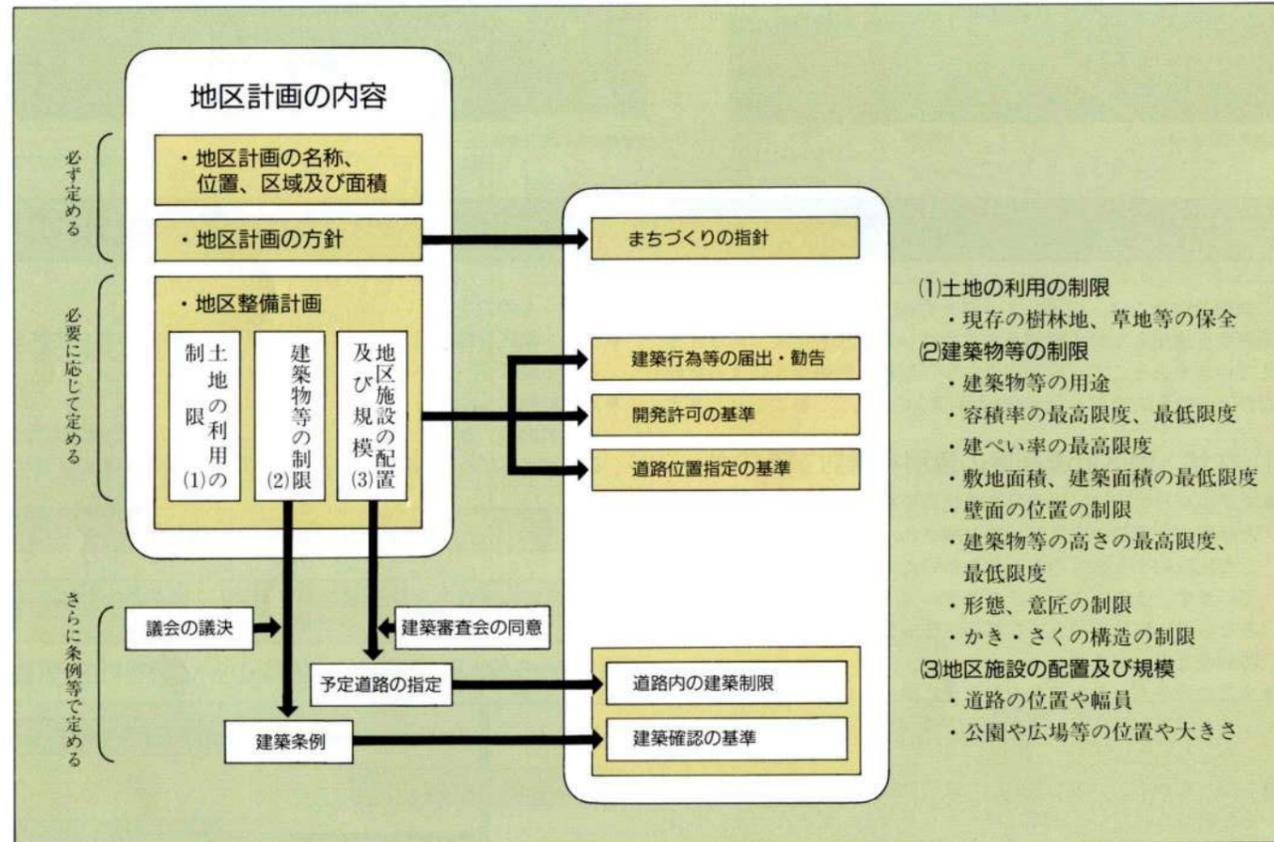 地区計画の内容
必ず定める
・地区計画の名称、
位置、区域及び面積
・地区計画の方針
必要に応じて定める
・地区整備計画
土地の利用の
制限(1)
建築物等の制限(2)
地区施設の配置
及び規模(3)
さらに条例等で定める
議会の議決
建築審査会の同意
予定道路の指定
建築条例
まちづくりの指針
建築行為等の届出・勧告
開発許可の基準
道路位置指定の基準
道路内の建築制限
建築確認の基準
(1)土地の利用の制限
・現存の樹林地、草地等の保全
(2)建築物等の制限
・建築物等の用途
・容積率の最高限度、最低限度
・建ぺい率の最高限度
・敷地面積、建築面積の最低限度
・壁面の位置の制限
・建築物等の高さの最高限度、
最低限度
・形態、意匠の制限
・かき・さくの構造の制限
(3)地区施設の配置及び規模
・道路の位置や幅員
・公園や広場等の位置や大きさ